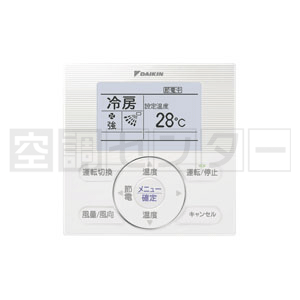 DAIKIN
節電中
冷房
設定温度
強
28℃
空調センター
運転切換
温度
運転/停止
節電
メニュー
確定
風量/風向
温度
キャンセル